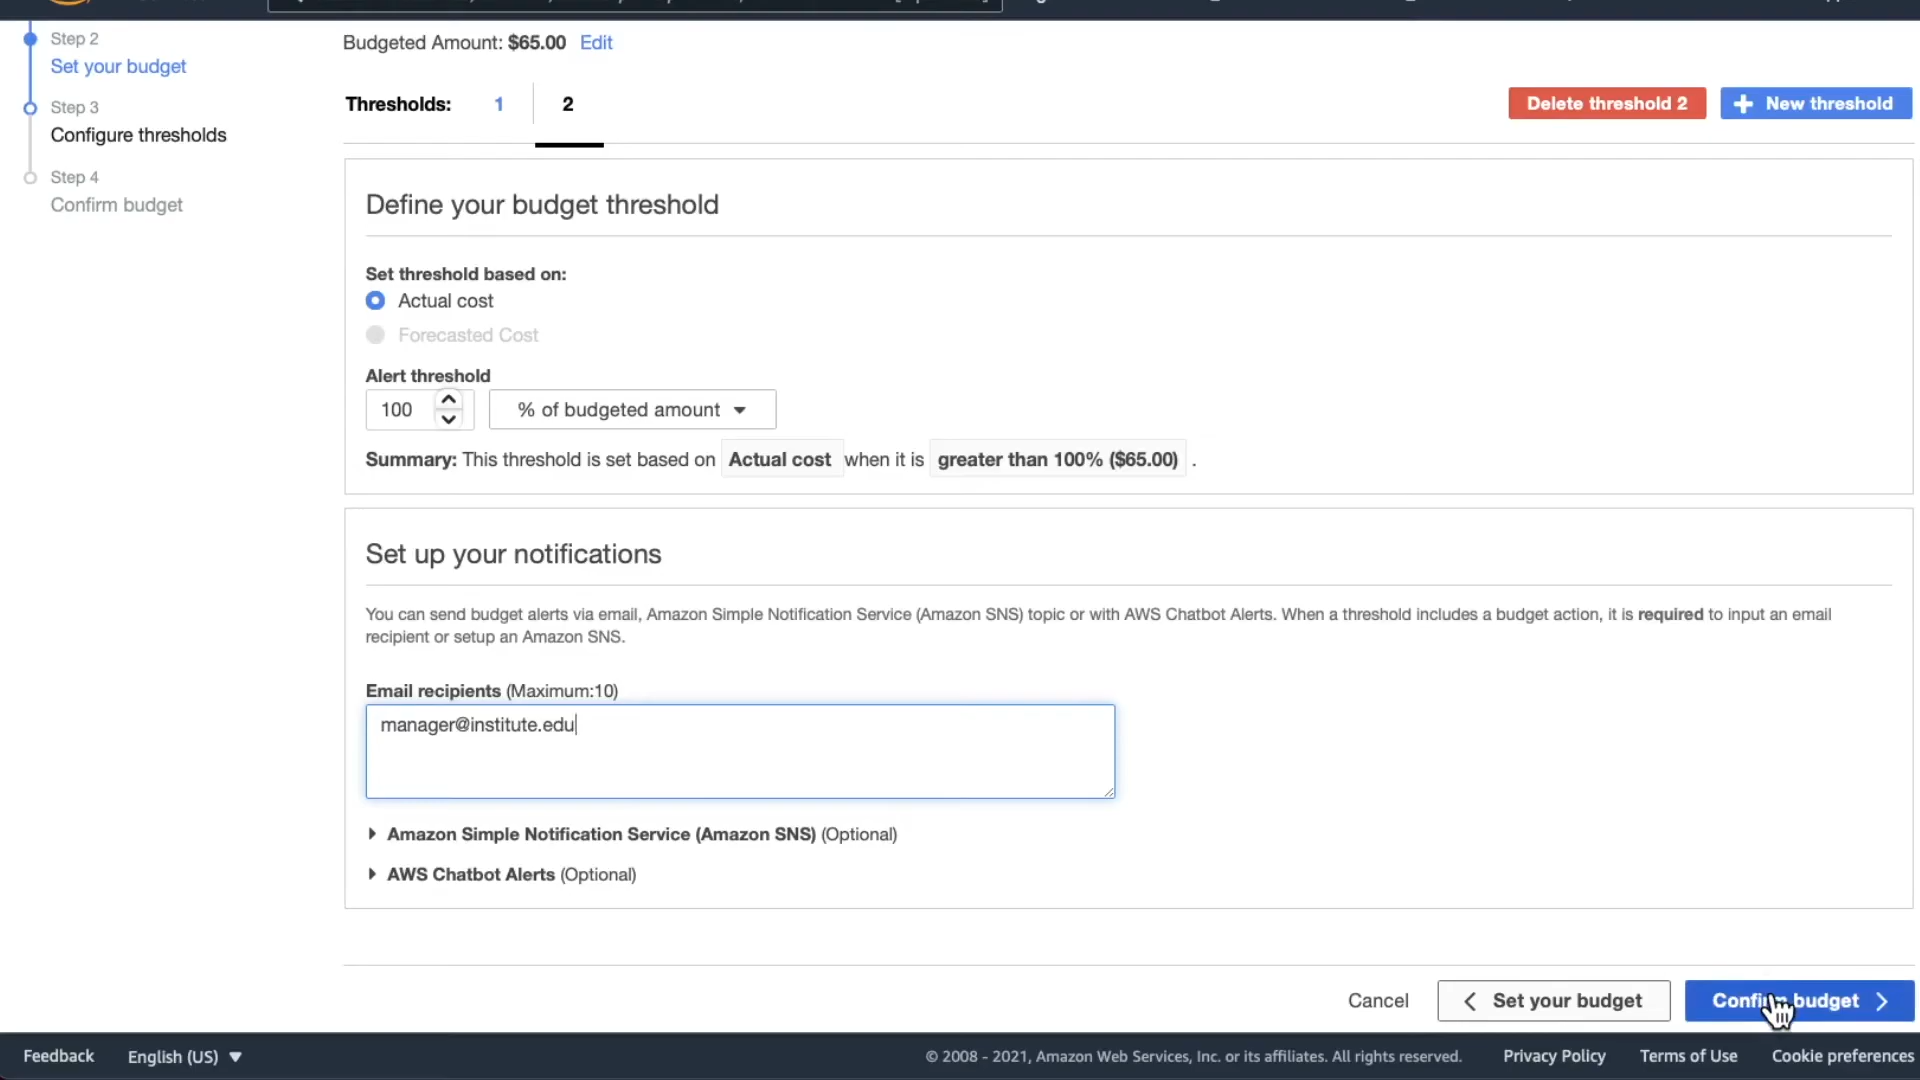 Step 2
Set your budget
Step 3
Configure thresholds
Step 4
Confirm budget
Budgeted Amount: $65.00 Edit
Thresholds: 1 2
Delete threshold 2
New threshold
Define your budget threshold
Set threshold based on:
Actual cost
Forecasted Cost
Alert threshold
100 % of budgeted amount
Summary: This threshold is set based on Actual cost when it is greater than 100% ($65.00) .
Set up your notifications
You can send budget alerts via email, Amazon Simple Notification Service (Amazon SNS) topic or with AWS Chatbot Alerts. When a threshold includes a budget action, it is required to input an email
recipient or setup an Amazon SNS.
Email recipients (Maximum:10)
manager@institute.edu
Amazon Simple Notification Service (Amazon SNS) (Optional)
AWS Chatbot Alerts (Optional)
Cancel Set your budget Confirm budget
Feedback English (US) © 2008 - 2021, Amazon Web Services, Inc. or its affiliates. All rights reserved. Privacy Policy Terms of Use Cookie preferences